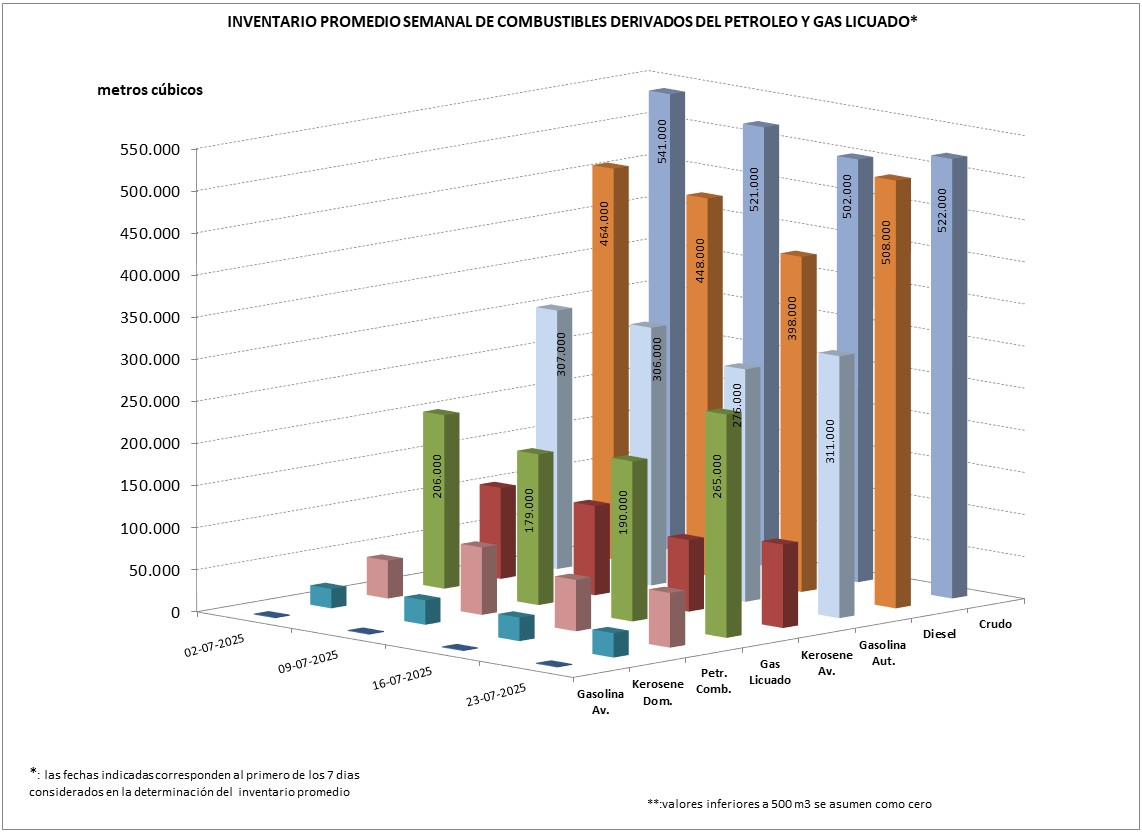 INVENTARIO PROMEDIO SEMANAL DE COMBUSTIBLES DERIVADOS DEL PETROLEO Y GAS LICUADO*
metros cúbicos
550.000
500.000
450.000
400.000
350.000
300.000
250.000
200.000
150.000
100.000
50.000
0
541.000
521.000
502.000
522.000
464.000
448.000
398.000
508.000
307.000
306.000
276.000
311.000
206.000
179.000
190.000
265.000
02-07-2025
09-07-2025
16-07-2025
23-07-2025
Gasolina
Av.
Kerosene
Dom.
Petr.
Comb.
Gas
Licuado
Kerosene
Av.
Gasolina
Aut.
Diesel
Crudo
*: las fechas indicadas corresponden al primero de los 7 dias
considerados en la determinación del inventario promedio
**:valores inferiores a 500 m3 se asumen como cero